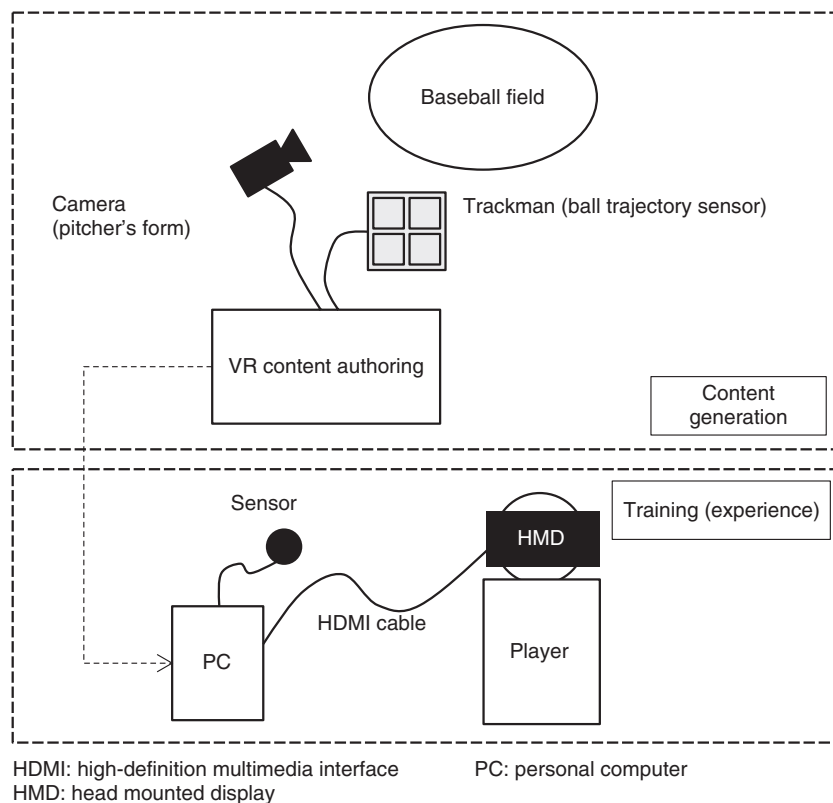 Baseball field
Camera
(pitcher's form)
Trackman (ball trajectory sensor)
VR content authoring
Content
generation
Sensor
Training (experience)
HMD
HDMI cable
PC
Player
HDMI: high-definition multimedia interface
PC: personal computer
HMD: head mounted display